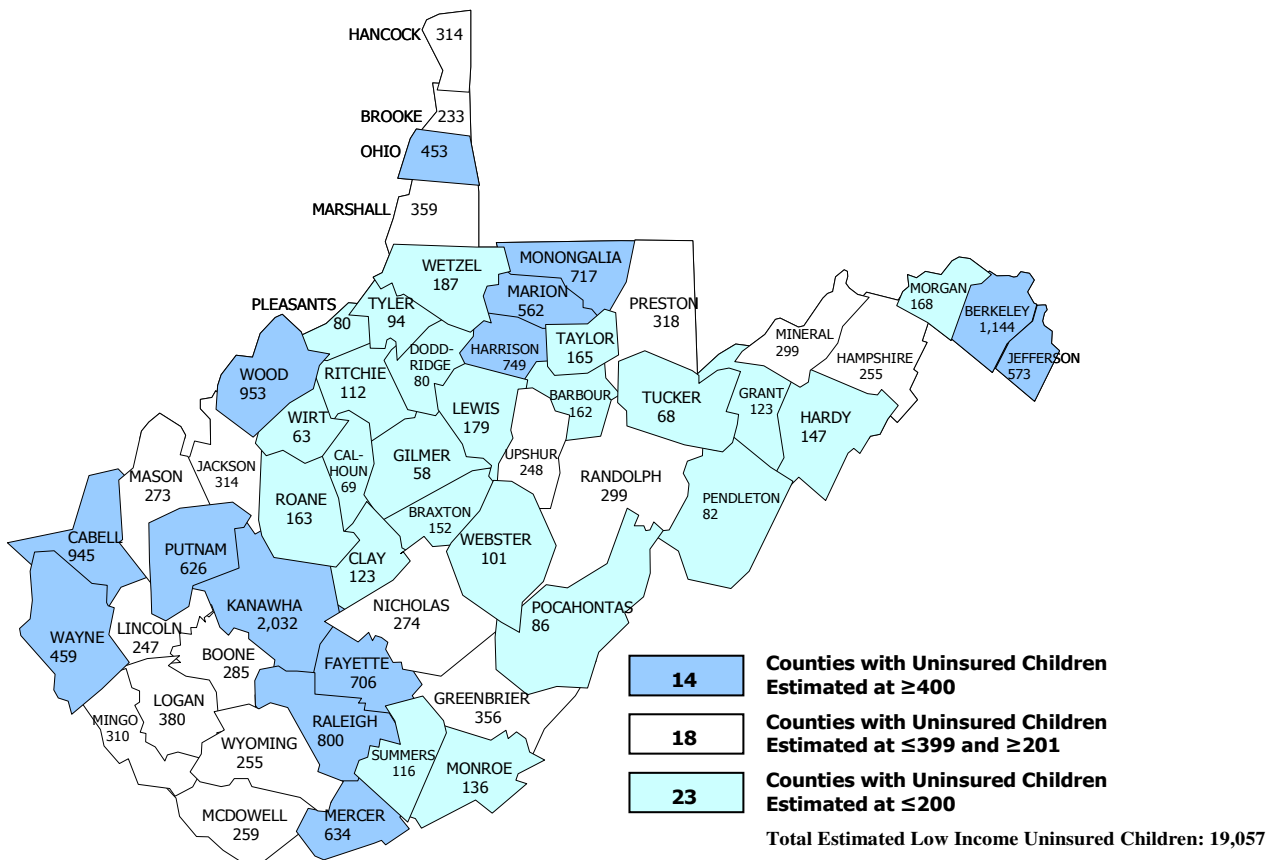 HANCOCK
314
BROOKE
233
OHIO
453
MARSHALL
359
WETZEL
187
MONONGALIA
717
MARION
562
PRESTON
318
MORGAN
168
BERKELEY
1,144
JEFFERSON
573
PLEASANTS
80
TYLER
94
DODD-
RIDGE
80
HARRISON
749
TAYLOR
165
MINERAL
299
HAMPSHIRE
255
WOOD
953
RITCHIE
112
BARBOUR
162
TUCKER
68
GRANT
123
HARDY
147
WIRT
63
LEWIS
179
CAL-
HOUN
69
GILMER
58
UPSHUR
248
RANDOLPH
299
MASON
273
JACKSON
314
ROANE
163
BRAXTON
152
PENDLETON
82
CABELL
945
PUTNAM
626
CLAY
123
WEBSTER
101
KANAWHA
2,032
NICHOLAS
274
POCAHONTAS
86
WAYNE
459
LINCOLN
247
BOONE
285
FAYETTE
706
GREENBRIER
356
LOGAN
380
MINGO
310
RALEIGH
800
WYOMING
255
SUMMERS
116
MONROE
136
MCDOWELL
259
MERCER
634
14
Counties with Uninsured Children
Estimated at ≥400
18
Counties with Uninsured Children
Estimated at ≤399 and ≥201
23
Counties with Uninsured Children
Estimated at ≤200
Total Estimated Low Income Uninsured Children: 19,057